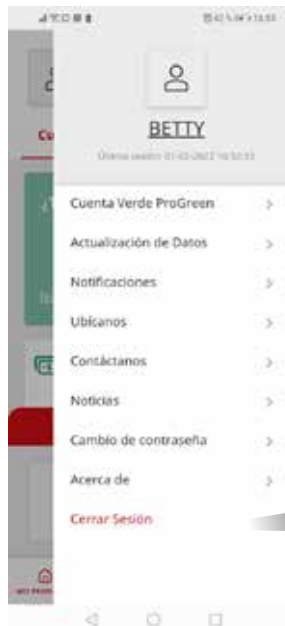 BETTY
Cuenta Verde ProGreen
Actualización de Datos
Notificaciones
Ubícanos
Contáctanos
Noticias
Cambio de contraseña
Acerca de
Cerrar Sesión